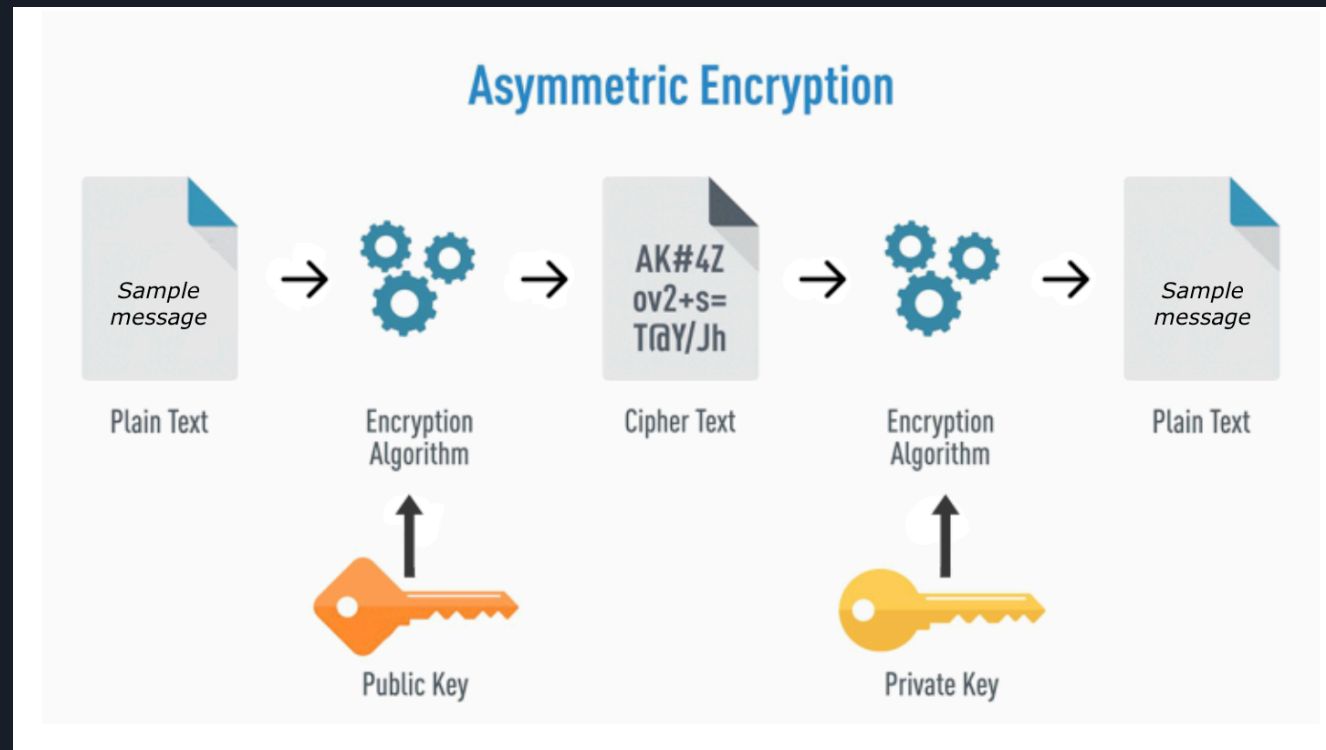 Asymmetric Encryption
Sample
message
AK#4Z
ov2+s=
T@Y/Jh
Sample
message
Plain Text
Encryption
Algorithm
Cipher Text
Encryption
Algorithm
Plain Text
Public Key
Private Key